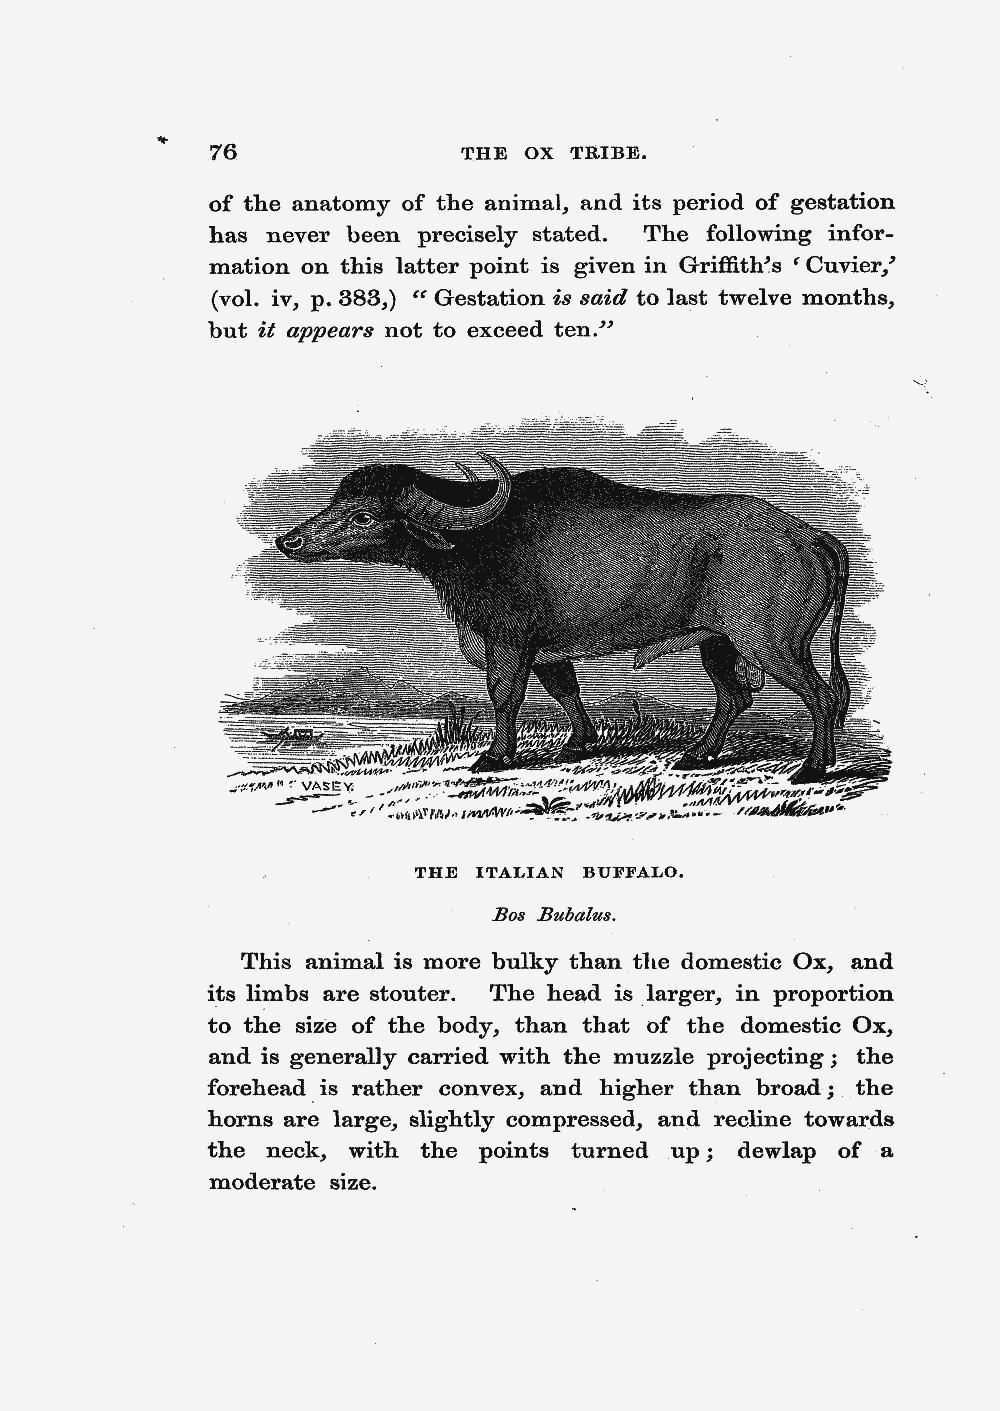 76 THE OX TRIBE.
of the anatomy of the animal, and its period of gestation
has never been precisely stated. The following infor-
mation on this latter point is given in Griffith's ‘Cuvier,’
(vol. iv, p. 383,) “Gestation is said to last twelve months,
but it appears not to exceed ten.”
VASEY.
THE ITALIAN BUFFALO.
Bos Bubalus.
This animal is more bulky than the domestic Ox, and
its limbs are stouter. The head is larger, in proportion
to the size of the body, than that of the domestic Ox,
and is generally carried with the muzzle projecting; the
forehead is rather convex, and higher than broad; the
horns are large, slightly compressed, and recline towards
the neck, with the points turned up; dewlap of a
moderate size.